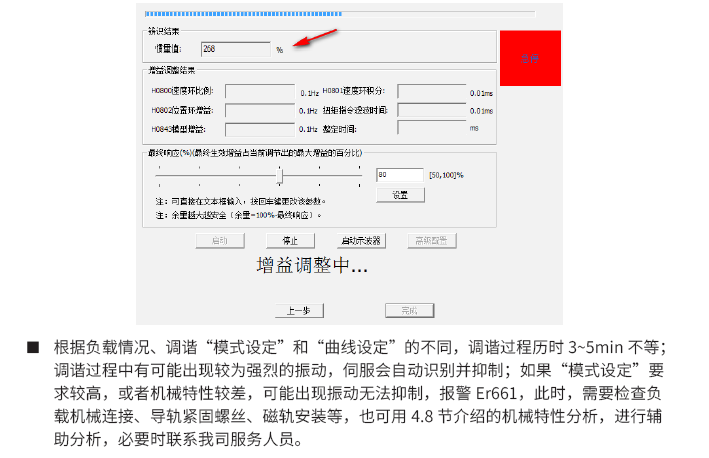 辨识结果
惯量值: 268 %
急停
增益调整结果
H0800速度环比例: 0.1Hz H0801速度环积分: 0.01ms
H0802位置环增益: 0.1Hz 扭矩指令滤波时间: 0.01ms
H0843模型增益: 0.1Hz 整定时间: ms
最终响应(%)(最终生效增益占当前调节出的最大增益的百分比)
80 [50,100]%
设置
注：可直接在文本框输入，按回车键更改该参数。
注：余量越大越安全（余量=100%-最终响应）。
启动 停止 启动示波器 高级配置
增益调整中...
上一步 完成
■ 根据负载情况、调谐“模式设定”和“曲线设定”的不同，调谐过程历时 3~5min 不等；
调谐过程中有可能出现较为强烈的振动，伺服会自动识别并抑制；如果“模式设定”要
求较高，或者机械特性较差，可能出现振动无法抑制，报警 Er661，此时，需要检查负
载机械连接、导轨紧固螺丝、磁轨安装等，也可用 4.8 节介绍的机械特性分析，进行辅
助分析，必要时联系我司服务人员。